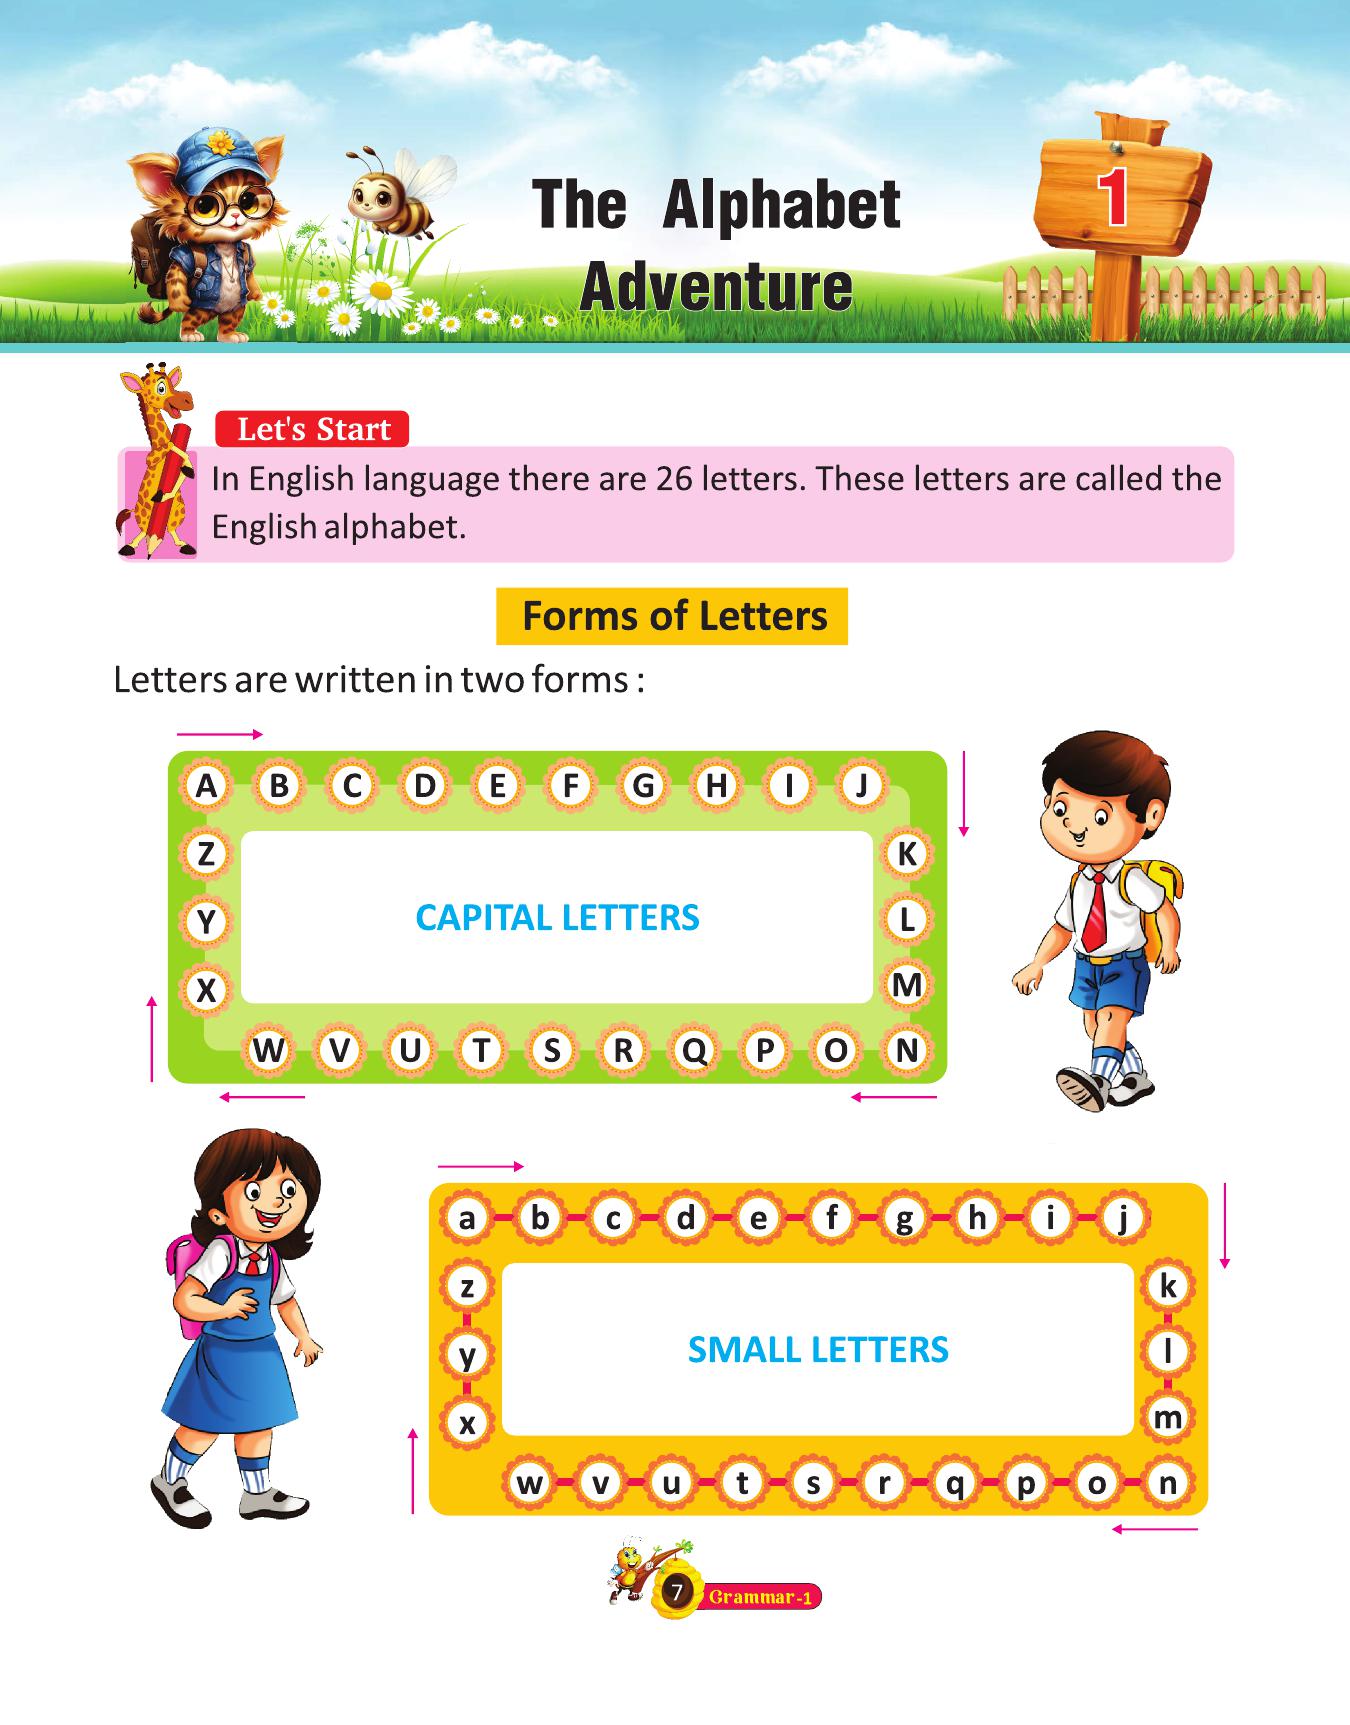 The Alphabet
Adventure
1
Let's Start
In English language there are 26 letters. These letters are called the
English alphabet.
Forms of Letters
Letters are written in two forms :
A B C D E F G H I J
Z K
CAPITAL LETTERS
Y L
X M
W V U T S R Q P O N
a b c d e f g h i j
z k
SMALL LETTERS
y l
x m
w v u t s r q p o n
7 Grammar-1